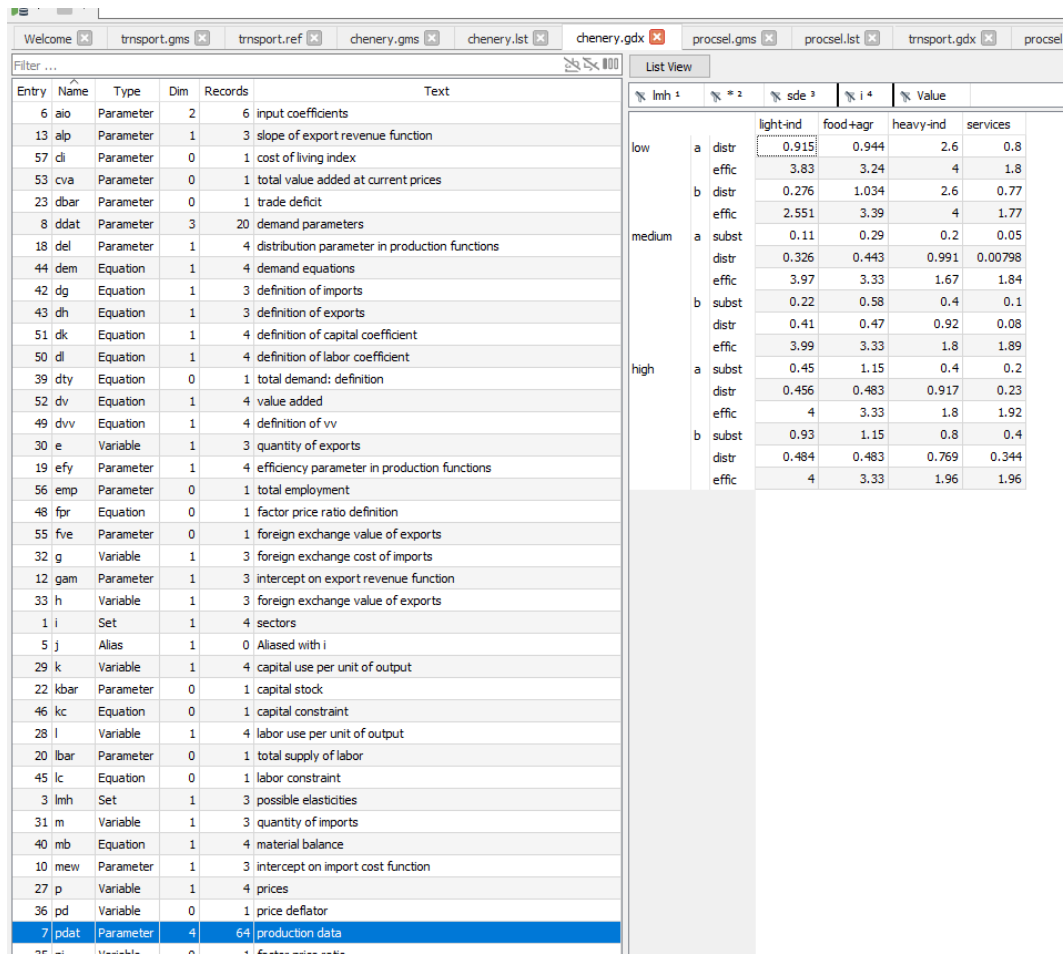 Welcome trnsport.gms trnsport.ref chenery.gms chenery.lst chenery.gdx procsel.gms procsel.lst trnsport.gdx procsel
Filter ...
List View
Entry Name Type Dim Records Text
6 aio Parameter 2 6 input coefficients
13 alp Parameter 1 3 slope of export revenue function
57 cli Parameter 0 1 cost of living index
53 cva Parameter 0 1 total value added at current prices
23 dbar Parameter 0 1 trade deficit
8 ddat Parameter 3 20 demand parameters
18 del Parameter 1 4 distribution parameter in production functions
44 dem Equation 1 4 demand equations
42 dg Equation 1 3 definition of imports
43 dh Equation 1 3 definition of exports
51 dk Equation 1 4 definition of capital coefficient
50 dl Equation 1 4 definition of labor coefficient
39 dty Equation 0 1 total demand: definition
52 dv Equation 1 4 value added
49 dvv Equation 1 4 definition of vv
30 e Variable 1 3 quantity of exports
19 efy Parameter 1 4 efficiency parameter in production functions
56 emp Parameter 0 1 total employment
48 fpr Equation 0 1 factor price ratio definition
55 fve Parameter 0 1 foreign exchange value of exports
32 g Variable 1 3 foreign exchange cost of imports
12 gam Parameter 1 3 intercept on export revenue function
33 h Variable 1 3 foreign exchange value of exports
1 i Set 1 4 sectors
5 j Alias 1 0 Aliased with i
29 k Variable 1 4 capital use per unit of output
22 kbar Parameter 0 1 capital stock
46 kc Equation 0 1 capital constraint
28 l Variable 1 4 labor use per unit of output
20 lbar Parameter 0 1 total supply of labor
45 lc Equation 0 1 labor constraint
3 lmh Set 1 3 possible elasticities
31 m Variable 1 3 quantity of imports
40 mb Equation 1 4 material balance
10 mew Parameter 1 3 intercept on import cost function
27 p Variable 1 4 prices
36 pd Variable 0 1 price deflator
7 pdat Parameter 4 64 production data
35 pi Variable 0 1 factor price ratio
lmh 1 * 2 sde 3 i 4 Value
light-ind food+agr heavy-ind services
low a distr 0.915 0.944 2.6 0.8
effic 3.83 3.24 4 1.8
b distr 0.276 1.034 2.6 0.77
effic 2.551 3.39 4 1.77
medium a subst 0.11 0.29 0.2 0.05
distr 0.326 0.443 0.991 0.00798
effic 3.97 3.33 1.67 1.84
b subst 0.22 0.58 0.4 0.1
distr 0.41 0.47 0.92 0.08
effic 3.99 3.33 1.8 1.89
high a subst 0.45 1.15 0.4 0.2
distr 0.456 0.483 0.917 0.23
effic 4 3.33 1.8 1.92
b subst 0.93 1.15 0.8 0.4
distr 0.484 0.483 0.769 0.344
effic 4 3.33 1.96 1.96